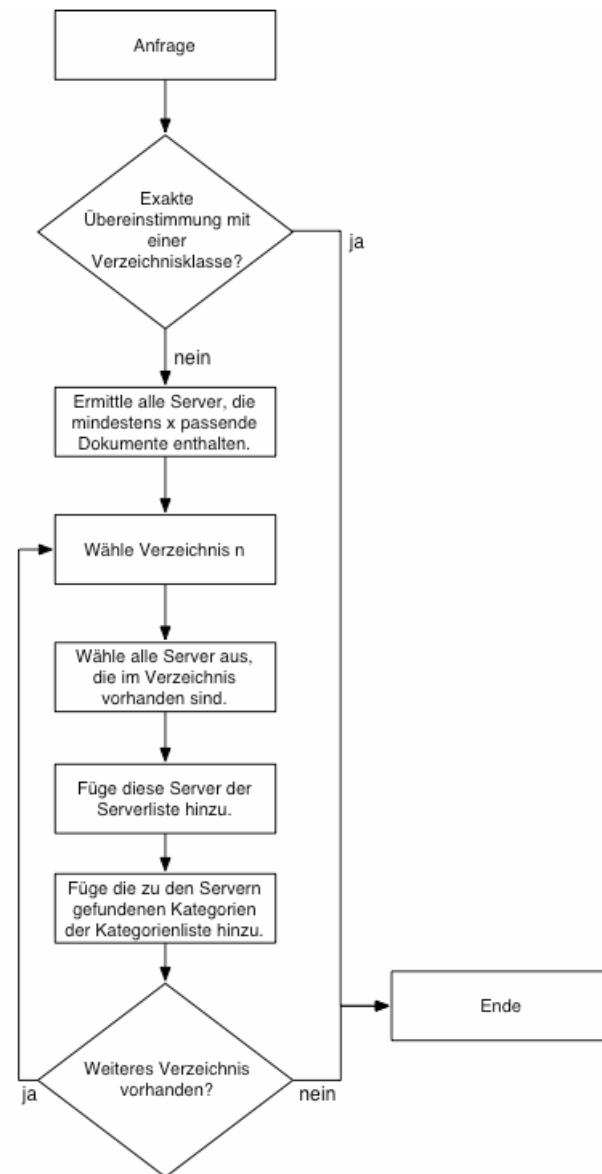 Anfrage
Exakte
Übereinstimmung mit
einer
Verzeichnisklasse?
ja
nein
Ermittle alle Server, die
mindestens x passende
Dokumente enthalten.
Wähle Verzeichnis n
Wähle alle Server aus,
die im Verzeichnis
vorhanden sind.
Füge diese Server der
Serverliste hinzu.
Füge die zu den Servern
gefundenen Kategorien
der Kategorienliste hinzu.
Ende
Weiteres Verzeichnis
vorhanden?
ja
nein